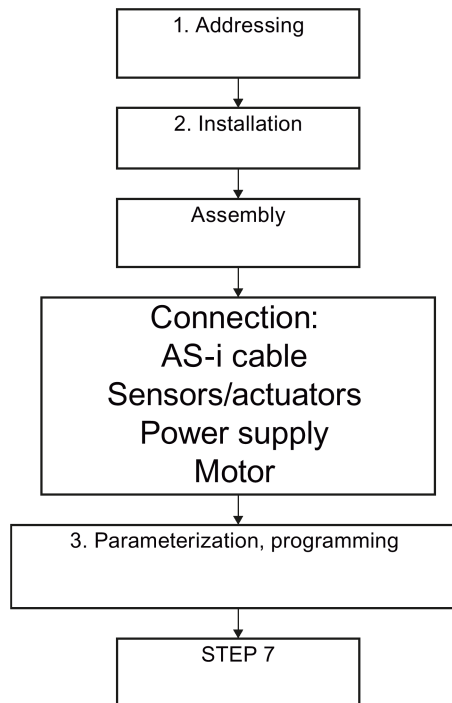 1. Addressing
2. Installation
Assembly
Connection:
AS-i cable
Sensors/actuators
Power supply
Motor
3. Parameterization, programming
STEP 7